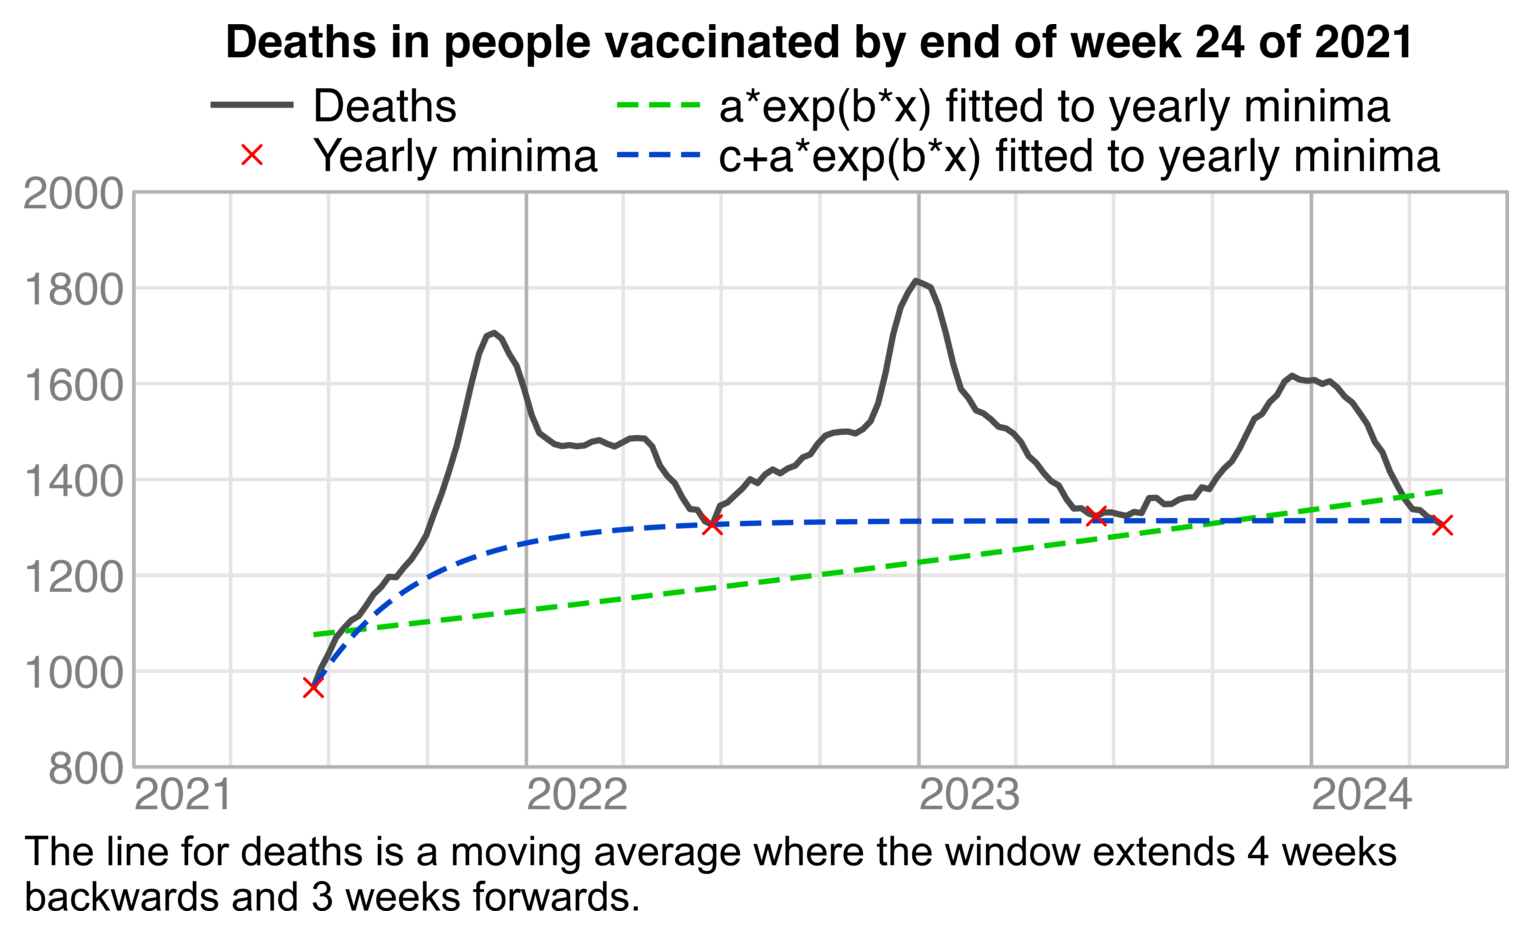 Deaths in people vaccinated by end of week 24 of 2021
Deaths
a*exp(b*x) fitted to yearly minima
Yearly minima
c+a*exp(b*x) fitted to yearly minima
2000
1800
1600
1400
1200
1000
800
2021
2022
2023
2024
The line for deaths is a moving average where the window extends 4 weeks
backwards and 3 weeks forwards.